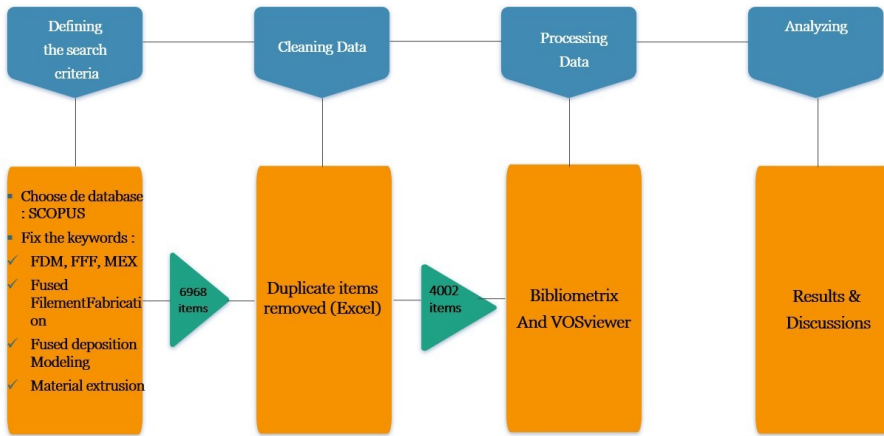 Defining
the search
criteria
Cleaning Data
Processing
Data
Analyzing
Choose de database
: SCOPUS
Fix the keywords :
FDM, FFF, MEX
Fused
FilementFabricati
on
Fused deposition
Modeling
Material extrusion
6968
items
Duplicate items
removed (Excel)
4002
items
Bibliometrix
And VOSviewer
Results &
Discussions